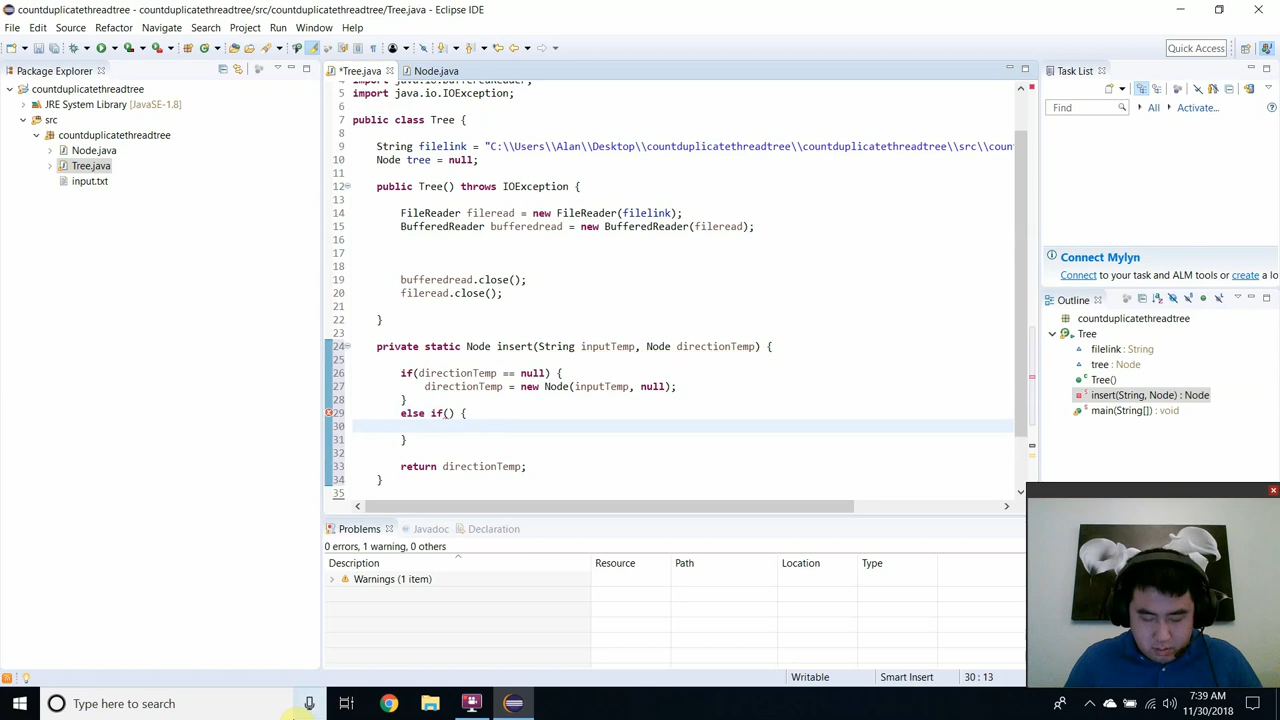 countduplicatethreadtree - countduplicatethreadtree/src/countduplicatethreadtree/Tree.java - Eclipse IDE
File Edit Source Refactor Navigate Search Project Run Window Help
Quick Access
Package Explorer
*Tree.java
Node.java
Task List
countduplicatethreadtree
JRE System Library [JavaSE-1.8]
src
countduplicatethreadtree
Node.java
Tree.java
input.txt
5 import java.io.IOException;
6
7 public class Tree {
8
9 String filelink = "C:\\Users\\Alan\\Desktop\\countduplicatethreadtree\\countduplicatethreadtree\\src\\coun
10 Node tree = null;
11
12 public Tree() throws IOException {
13
14 FileReader fileread = new FileReader(filelink);
15 BufferedReader bufferedread = new BufferedReader(fileread);
16
17
18
19 bufferedread.close();
20 fileread.close();
21
22 }
23
24 private static Node insert(String inputTemp, Node directionTemp) {
25
26 if(directionTemp == null) {
27 directionTemp = new Node(inputTemp, null);
28 }
29 else if() {
30
31 }
32
33 return directionTemp;
34 }
35
Find
All
Activate...
Connect Mylyn
Connect to your task and ALM tools or create a lo
Outline
countduplicatethreadtree
Tree
filelink : String
tree : Node
Tree()
insert(String, Node) : Node
main(String[]) : void
Problems Javadoc Declaration
0 errors, 1 warning, 0 others
Description Resource Path Location Type
Warnings (1 item)
Writable Smart Insert 30 : 13
Type here to search
7:39 AM
11/30/2018